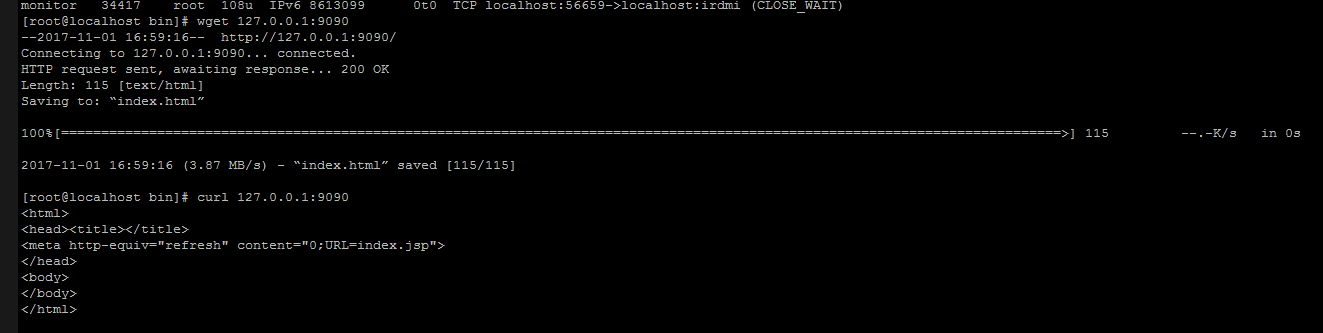 monitor   34417    root  108u  IPv6 8613099      0t0  TCP localhost:56659->localhost:irdmi (CLOSE_WAIT)
[root@localhost bin]# wget 127.0.0.1:9090
--2017-11-01 16:59:16--  http://127.0.0.1:9090/
Connecting to 127.0.0.1:9090... connected.
HTTP request sent, awaiting response... 200 OK
Length: 115 [text/html]
Saving to: “index.html”
100%[=============================================================================================================================>] 115         --.-K/s   in 0s
2017-11-01 16:59:16 (3.87 MB/s) - “index.html” saved [115/115]
[root@localhost bin]# curl 127.0.0.1:9090
<html>
<head><title></title>
<meta http-equiv="refresh" content="0;URL=index.jsp">
</head>
<body>
</body>
</html>